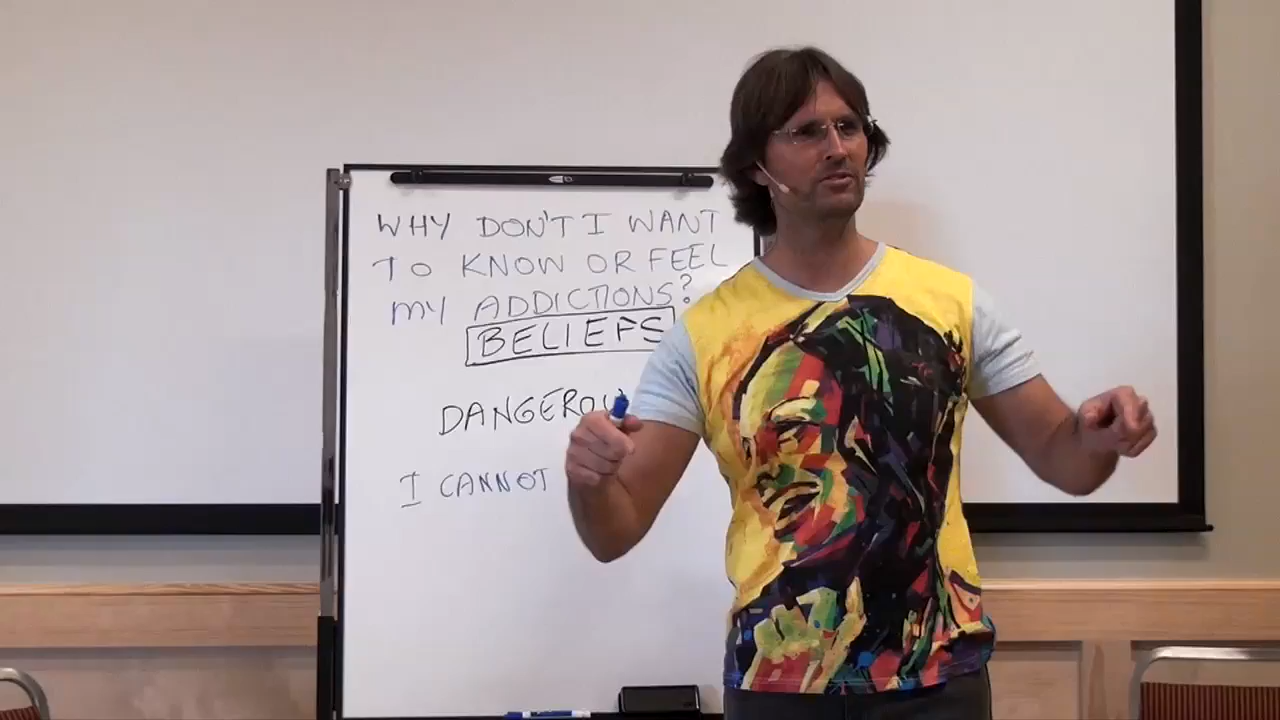 WHY DON'T I WANT
TO KNOW OR FEEL
MY ADDICTIONS?
BELIEFS
I CANNOT